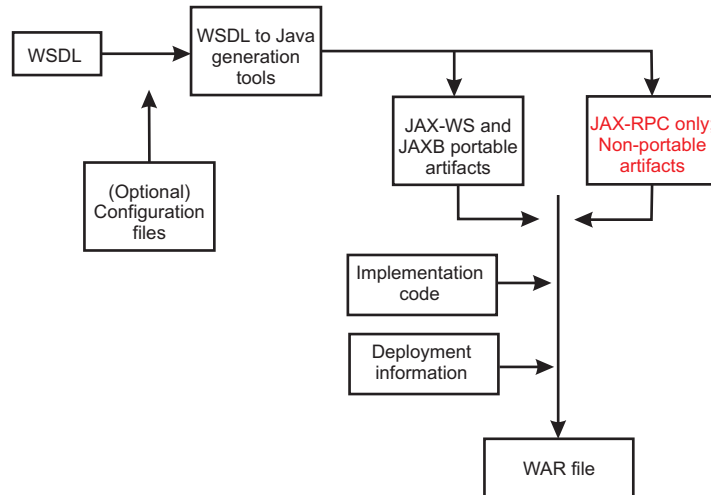 WSDL
WSDL to Java
generation
tools
JAX-WS and
JAXB portable
artifacts
JAX-RPC only:
Non-portable
artifacts
(Optional)
Configuration
files
Implementation
code
Deployment
information
WAR file